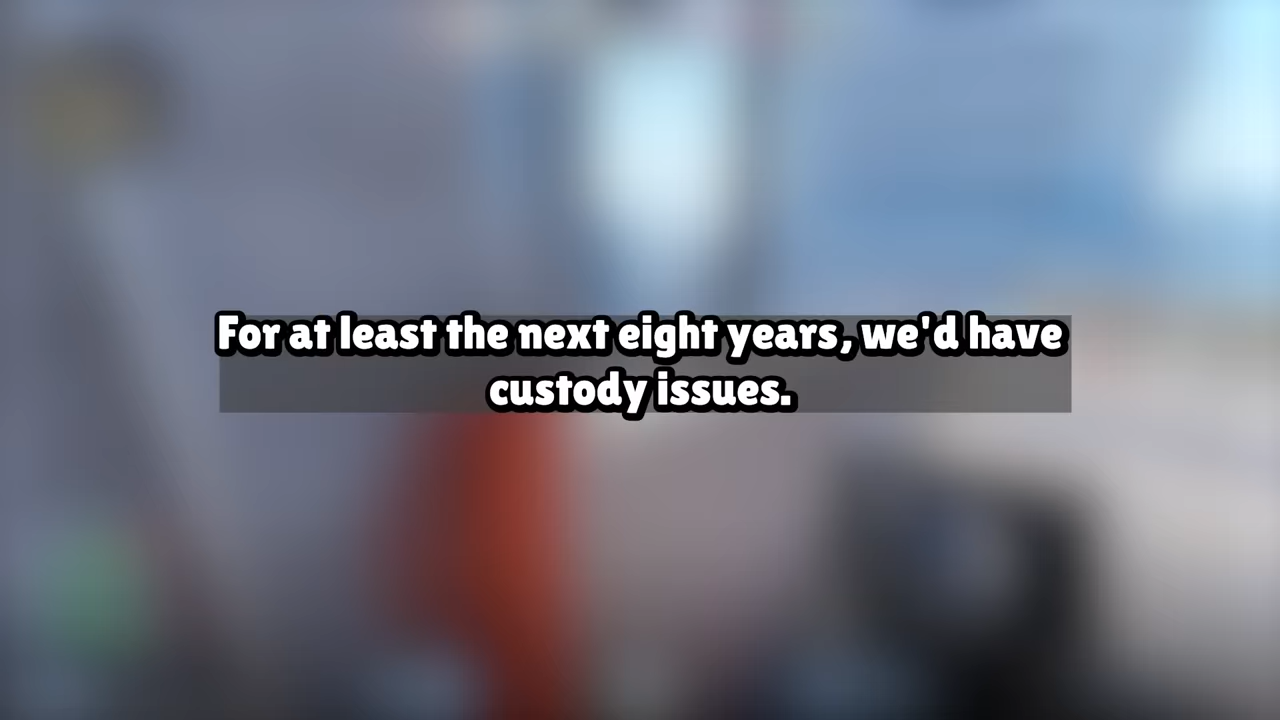 For at least the next eight years, we'd have
custody issues.